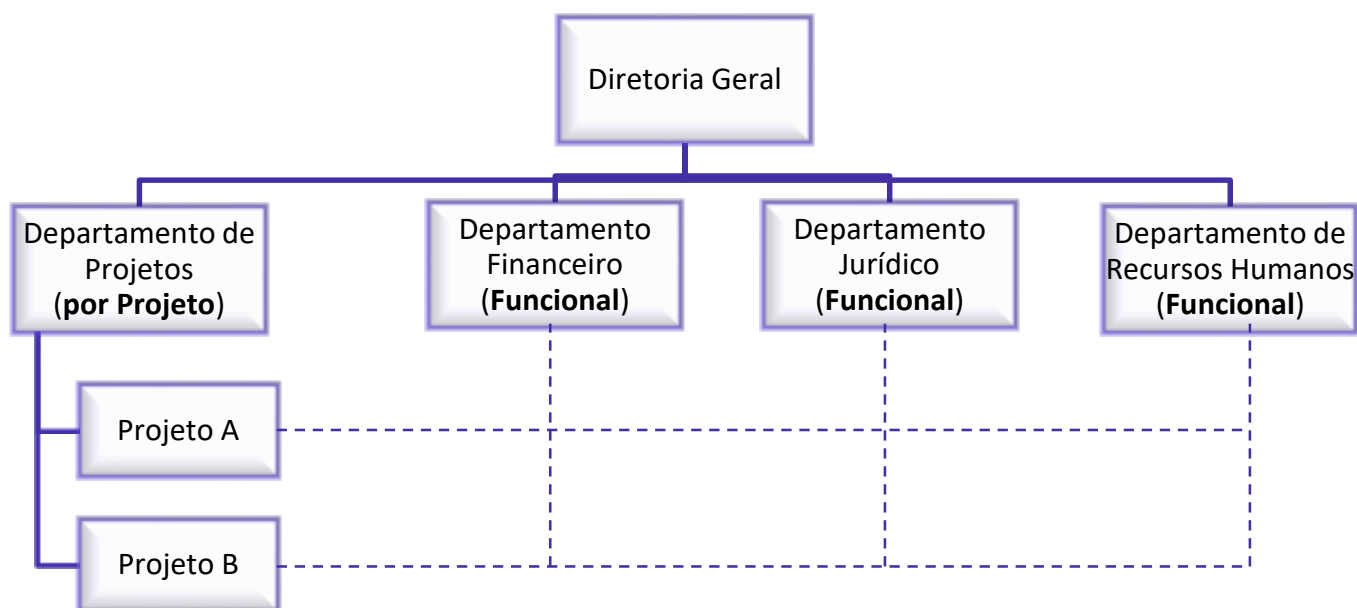 Diretoria Geral
Departamento de
Projetos
(por Projeto)
Departamento
Financeiro
(Funcional)
Departamento
Jurídico
(Funcional)
Departamento de
Recursos Humanos
(Funcional)
Projeto A
Projeto B